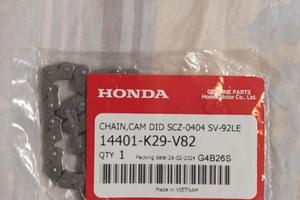 HONDA
GENUINE PARTS
Honda Motor Co., Ltd.
CHAIN,CAM DID SCZ-0404 SV-92LE
14401-K29-V82
QTY 1 Packing date: 26-02-2024 G4B26S
Made in VIETNAM